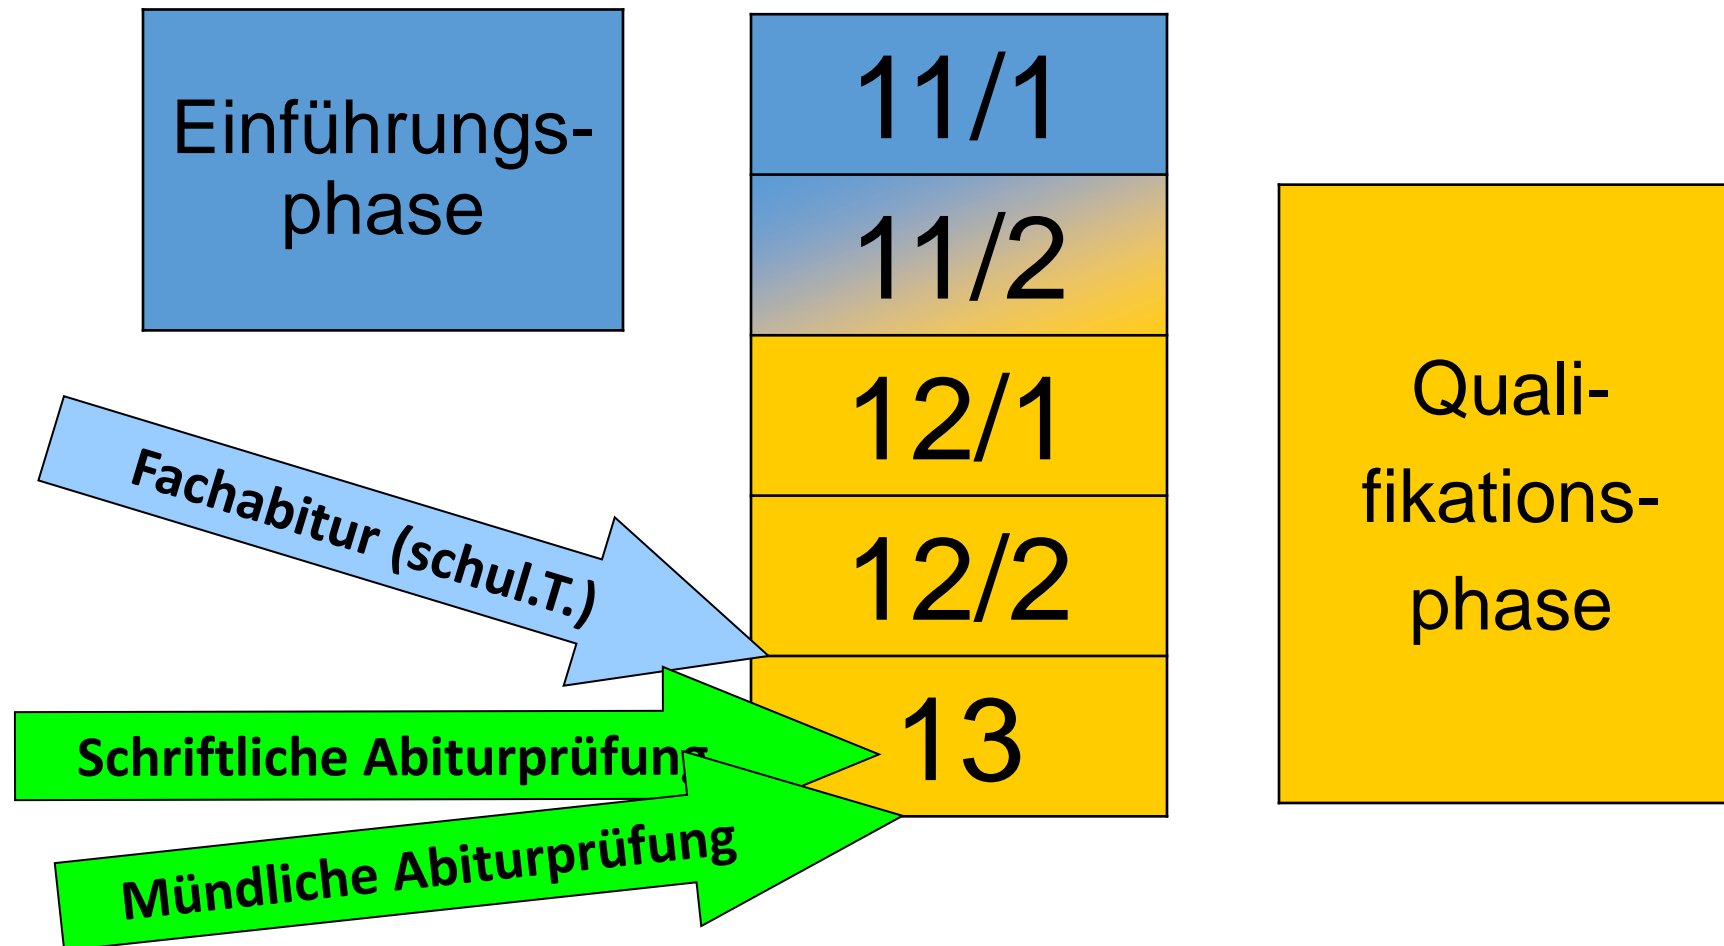 Einführungs-
phase
11/1
11/2
12/1
12/2
13
Fachabitur (schul.T.)
Schriftliche Abiturprüfung
Mündliche Abiturprüfung
Quali-
fikations-
phase